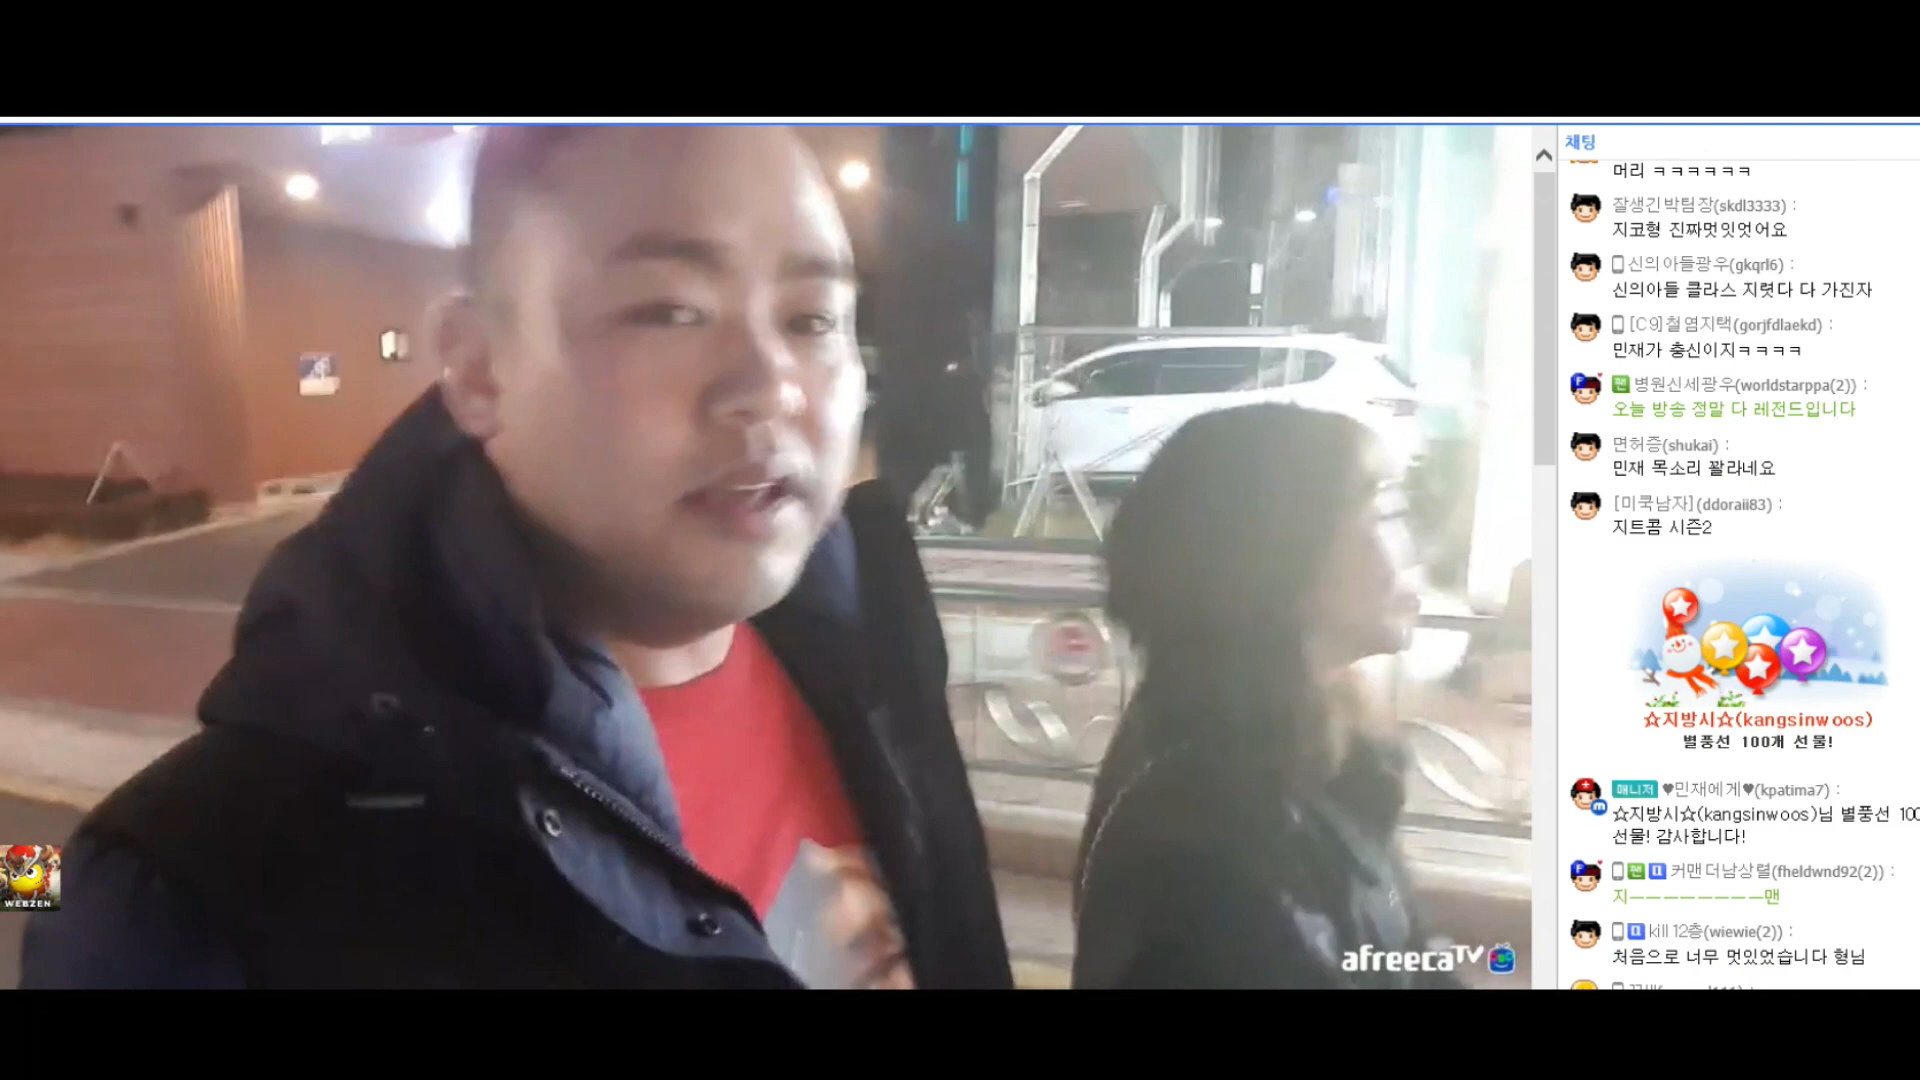 채팅
머리 ㅋㅋㅋㅋㅋㅋ
잘생긴박팀장(skdl3333) :
지코형 진짜멋잇엇어요
신의아들광우(gkqrl6) :
신의아들 클라스 지렷다 다 가진자
[C9]철염지택(gorjfdlaekd) :
민재가 충신이지ㅋㅋㅋㅋ
팬 병원신세광우(worldstarppa(2)) :
오늘 방송 정말 다 레전드입니다
면허증(shukai) :
민재 목소리 꽐라네요
[미국남자](ddoraii83) :
지트콤 시즌2
☆지방시☆(kangsinwoos)
별풍선 100개 선물!
매니저 ♥민재에게♥(kpatima7) :
☆지방시☆(kangsinwoos)님 별풍선 100
선물! 감사합니다!
팬 커맨더남상렬(fheldwnd92(2)) :
지ㅡㅡㅡㅡㅡㅡㅡㅡ맨
kill 12층(wiewie(2)) :
처음으로 너무 멋있었습니다 형님
WEBZEN
afreecaTV